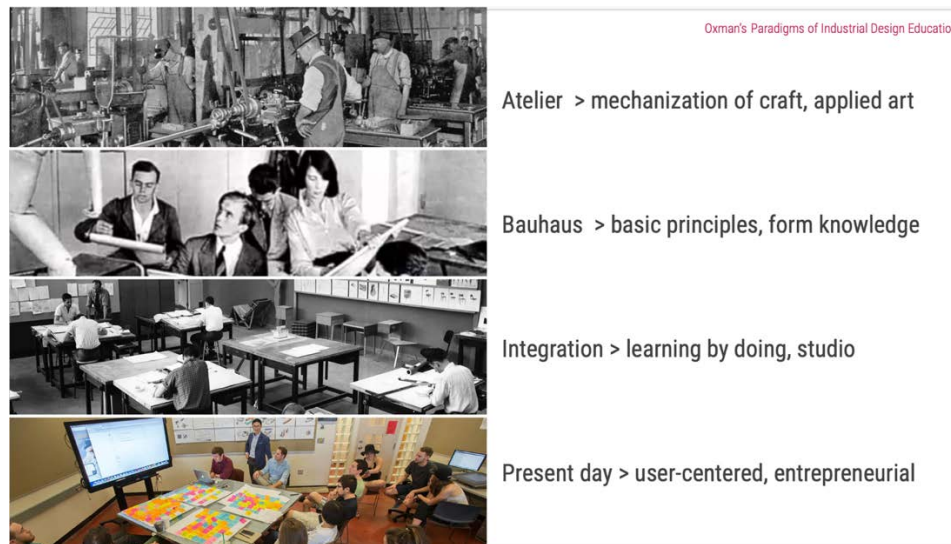 Oxman's Paradigms of Industrial Design Educatio
Atelier > mechanization of craft, applied art
Bauhaus > basic principles, form knowledge
Integration > learning by doing, studio
Present day > user-centered, entrepreneurial